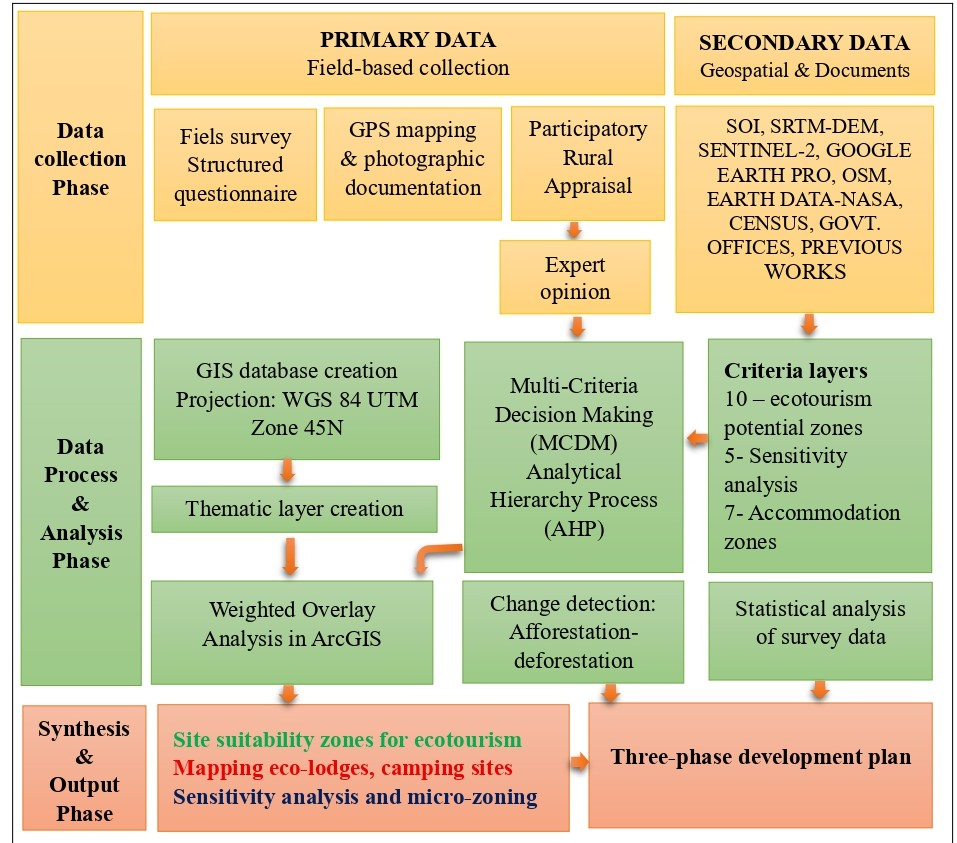 Data
collection
Phase
PRIMARY DATA
Field-based collection
SECONDARY DATA
Geospatial & Documents
Fiels survey
Structured
questionnaire
GPS mapping
& photographic
documentation
Participatory
Rural
Appraisal
SOI, SRTM-DEM,
SENTINEL-2, GOOGLE
EARTH PRO, OSM,
EARTH DATA-NASA,
CENSUS, GOVT.
OFFICES, PREVIOUS
WORKS
Expert
opinion
Data
Process
&
Analysis
Phase
GIS database creation
Projection: WGS 84 UTM
Zone 45N
Multi-Criteria
Decision Making
(MCDM)
Analytical
Hierarchy Process
(AHP)
Criteria layers
10 – ecotourism
potential zones
5- Sensitivity
analysis
7- Accommodation
zones
Thematic layer creation
Weighted Overlay
Analysis in ArcGIS
Change detection:
Afforestation-
deforestation
Statistical analysis
of survey data
Synthesis
&
Output
Phase
Site suitability zones for ecotourism
Mapping eco-lodges, camping sites
Sensitivity analysis and micro-zoning
Three-phase development plan